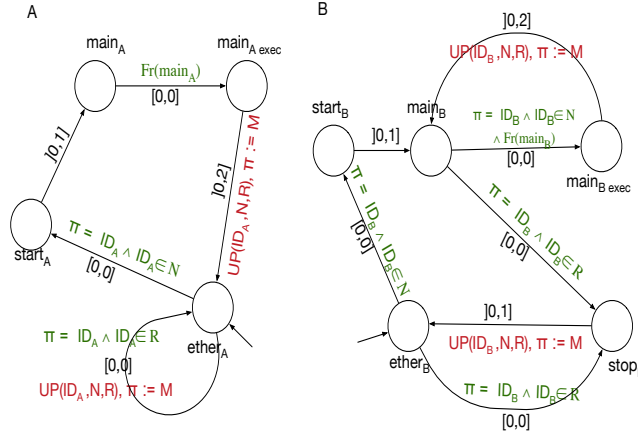 A
main_A
main_A exec
Fr(main_A)
[0,0]
]0,1]
]0,2]
UP(ID_A,N,R), π := M
start_A
π = ID_A ∧ ID_A∈N
[0,0]
ether_A
π = ID_A ∧ ID_A∈R
[0,0]
UP(ID_A,N,R), π := M
B
]0,2]
UP(ID_B,N,R), π := M
start_B
main_B
]0,1]
π = ID_B ∧ ID_B∈N
∧ Fr(main_B)
[0,0]
main_B exec
π = ID_B ∧ ID_B∈N
[0,0]
π = ID_B ∧ ID_B∈R
[0,0]
]0,1]
UP(ID_B,N,R), π := M
ether_B
stop
π = ID_B ∧ ID_B∈R
[0,0]